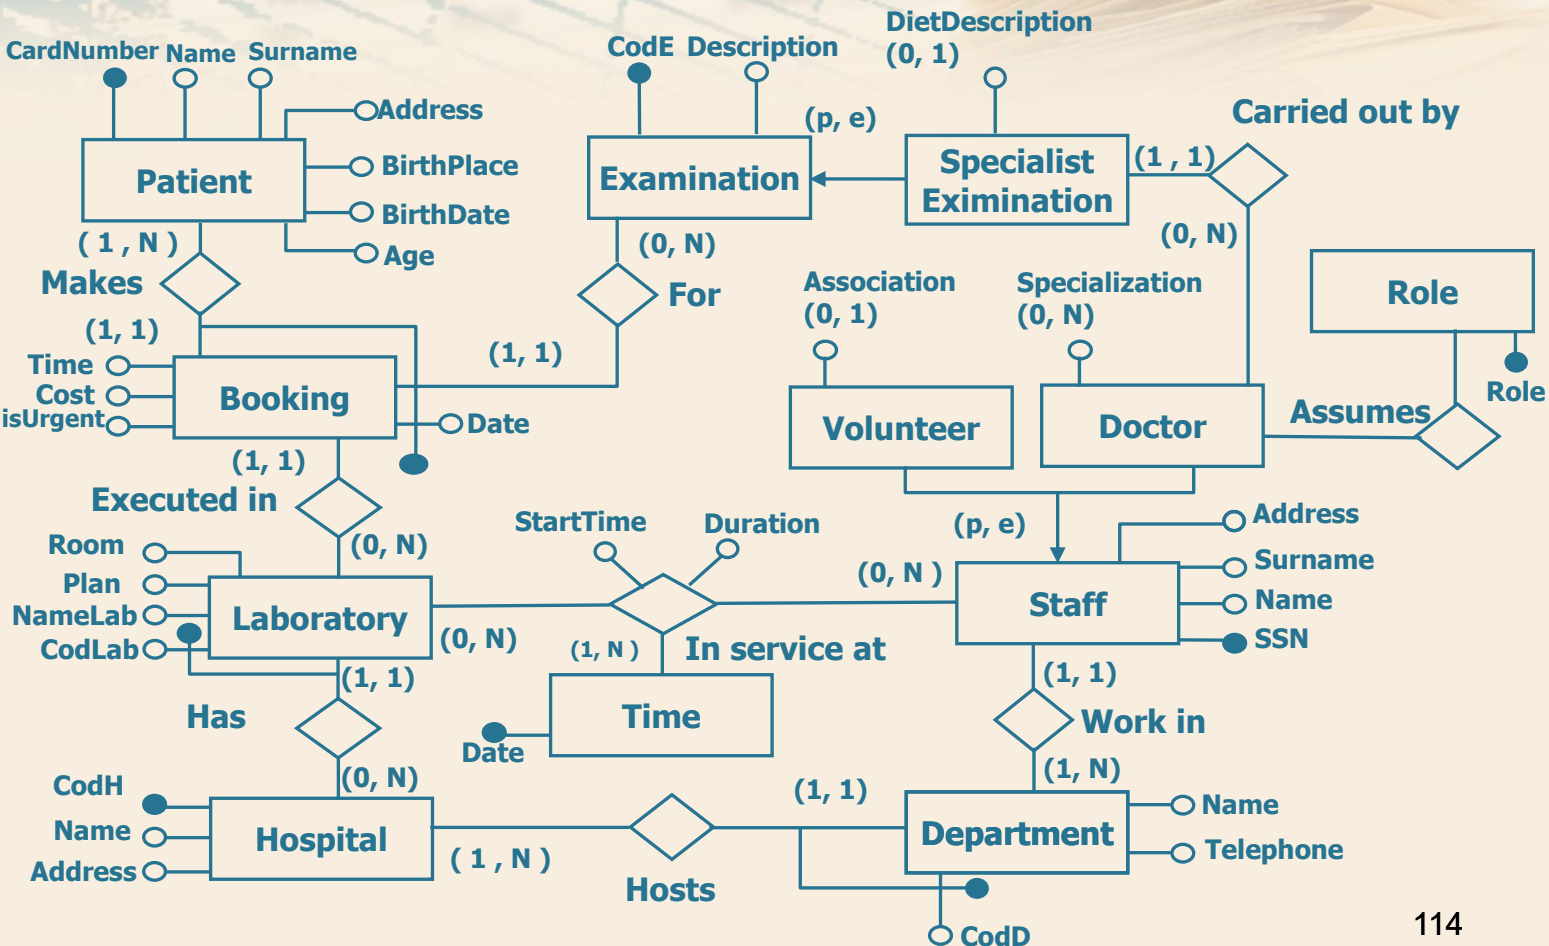 DietDescription
(0, 1)
CardNumber Name Surname
CodE Description
Address
(p, e)
Carried out by
Patient
BirthPlace
Examination
Specialist
Eximination
(1 , 1)
BirthDate
( 1 , N )
Age
(0, N)
(0, N)
Makes
For
Association
(0, 1)
Specialization
(0, N)
Role
(1, 1)
(1, 1)
Time
Cost
isUrgent
Booking
Date
Role
Volunteer
Doctor
Assumes
(1, 1)
Executed in
StartTime
Duration
(p, e)
Address
Room
(0, N)
Surname
Plan
(0, N )
NameLab
Laboratory
Staff
Name
CodLab
(0, N)
(1, N )
In service at
SSN
(1, 1)
(1, 1)
Has
Time
Work in
Date
(0, N)
(1, N)
CodH
(1, 1)
Name
Hospital
Department
Name
Address
( 1 , N )
Telephone
Hosts
CodD
114